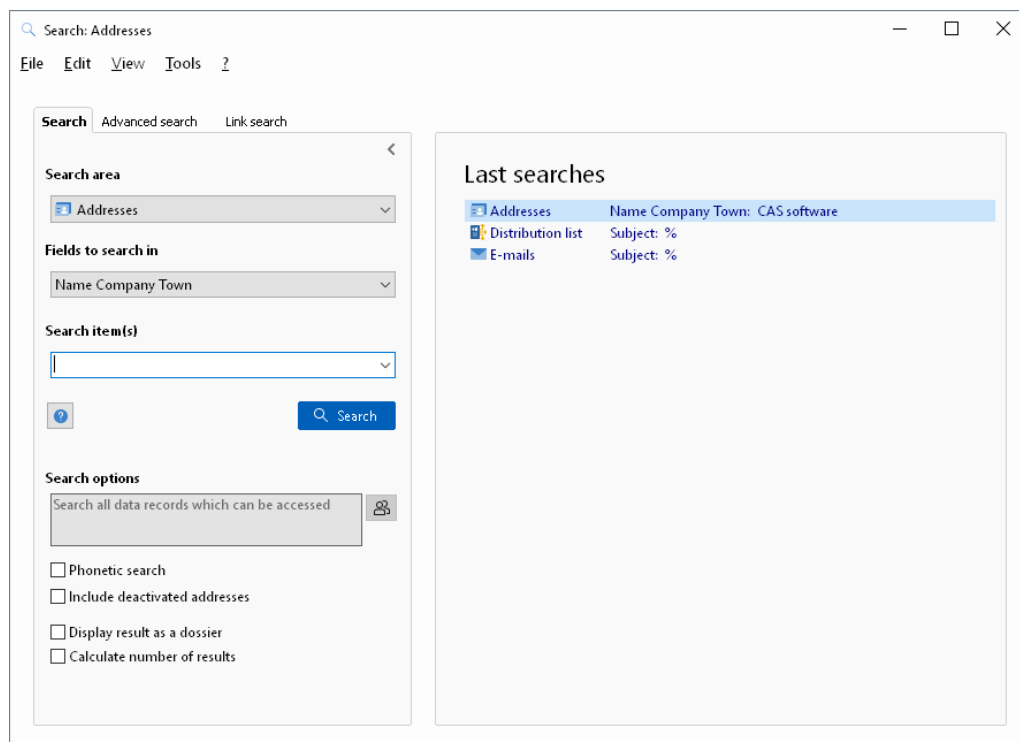 Search: Addresses
File Edit View Tools ?
Search Advanced search Link search
Search area
Addresses
Fields to search in
Name Company Town
Search item(s)
Search
Search options
Search all data records which can be accessed
Phonetic search
Include deactivated addresses
Display result as a dossier
Calculate number of results
Last searches
Addresses Name Company Town: CAS software
Distribution list Subject: %
E-mails Subject: %